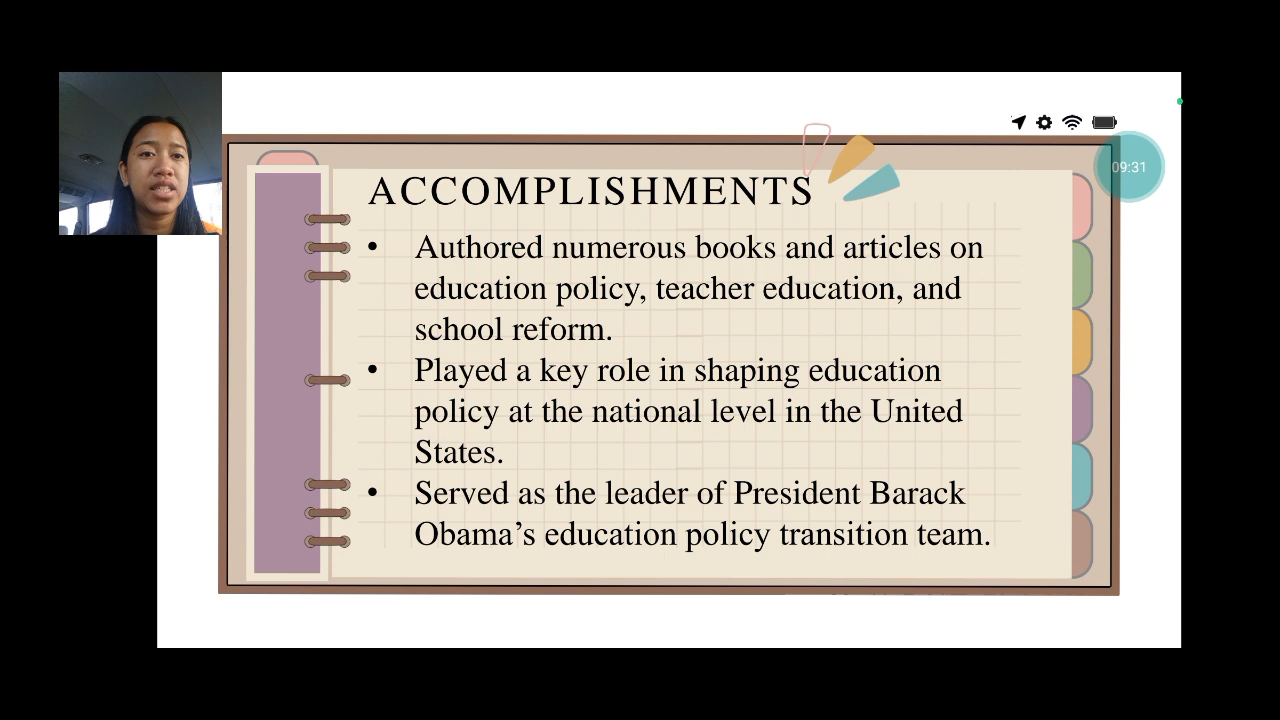 09:31
ACCOMPLISHMENTS
• Authored numerous books and articles on
education policy, teacher education, and
school reform.
• Played a key role in shaping education
policy at the national level in the United
States.
• Served as the leader of President Barack
Obama’s education policy transition team.